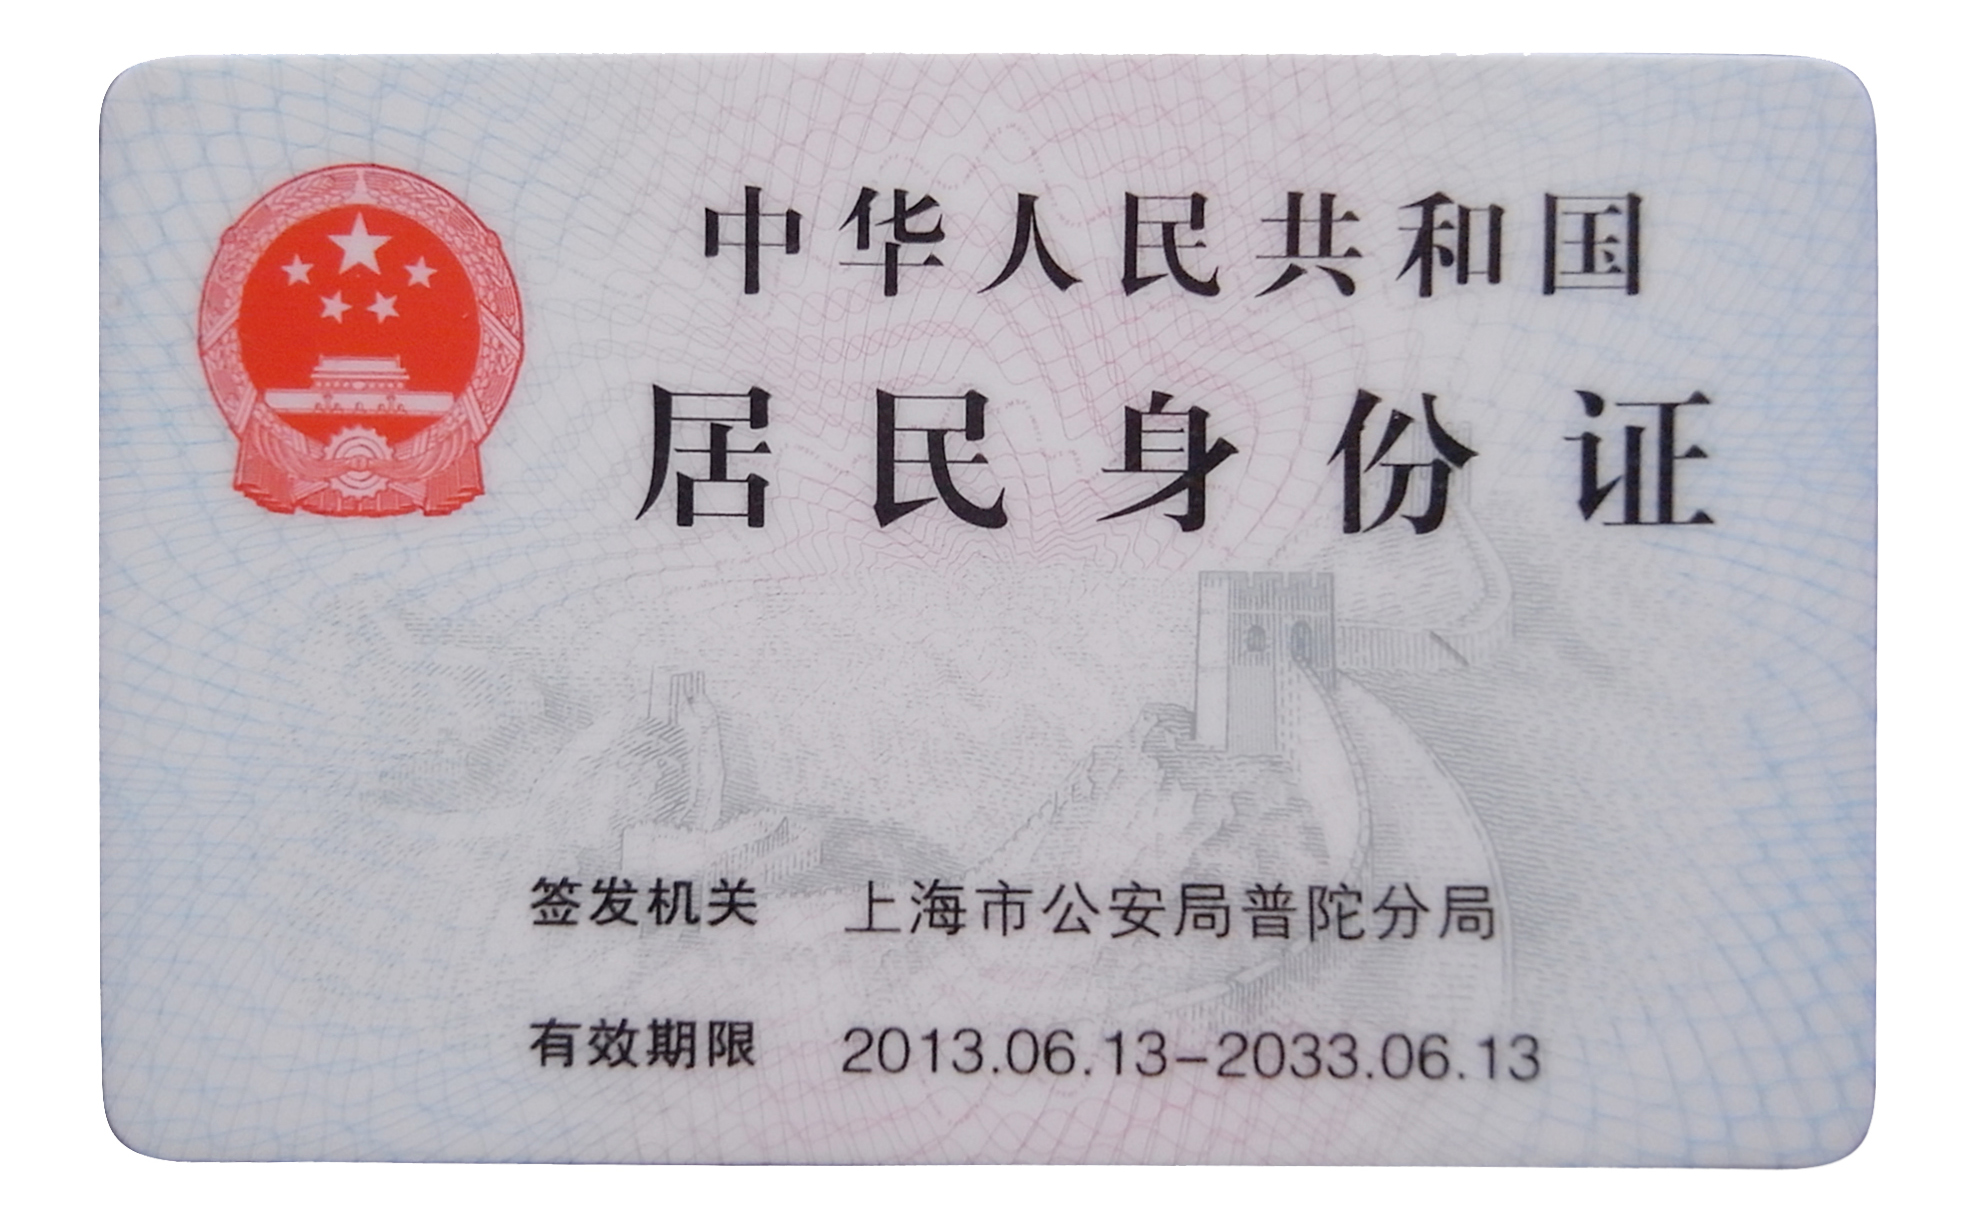 中华人民共和国
居民身份证
签发机关 上海市公安局普陀分局
有效期限 2013.06.13-2033.06.13